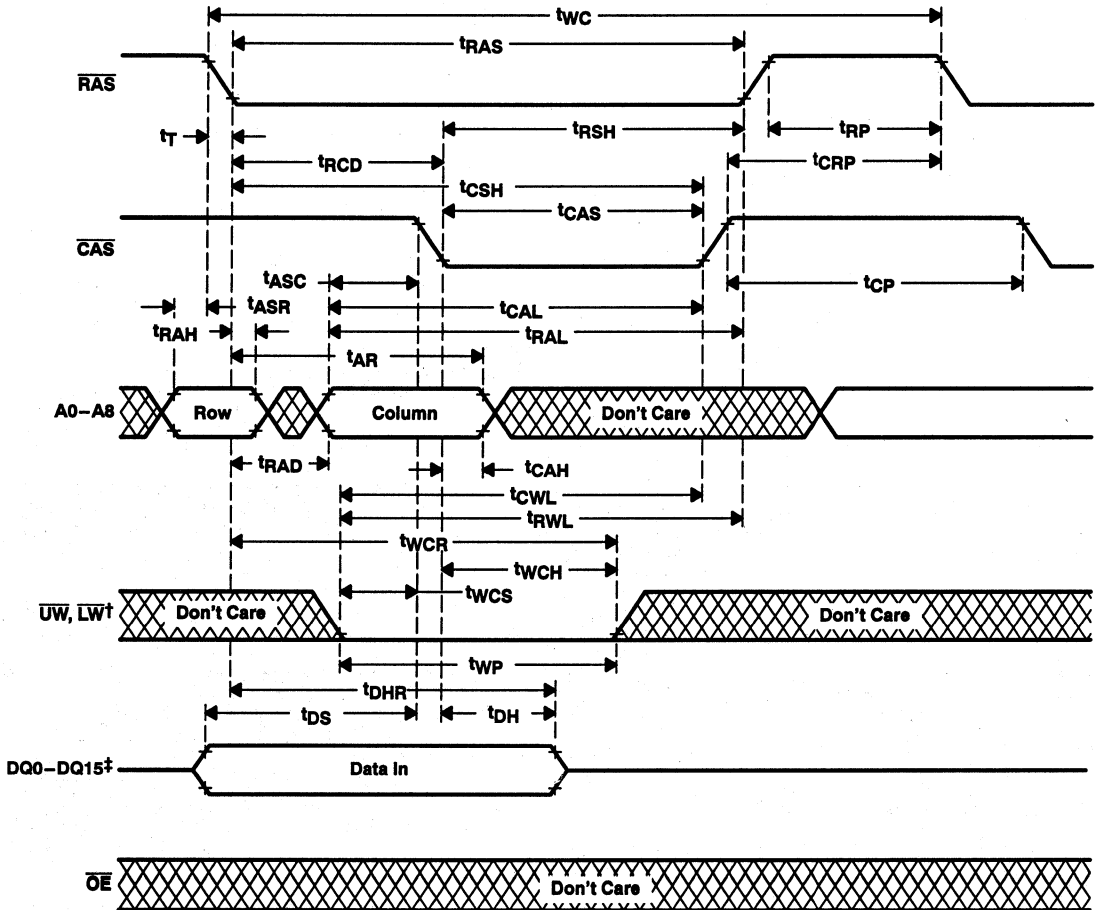 tWC
tRAS
RAS
tT
tRSH
tRP
tRCD
tCRP
tCSH
tCAS
CAS
tASC
tCP
tASR
tCAL
tRAH
tRAL
tAR
A0–A8
Row
Column
Don't Care
tRAD
tCAH
tCWL
tRWL
tWCR
tWCH
tWCS
UW, LW†
Don't Care
Don't Care
tWP
tDHR
tDS
tDH
DQ0–DQ15‡
Data In
OE
Don't Care